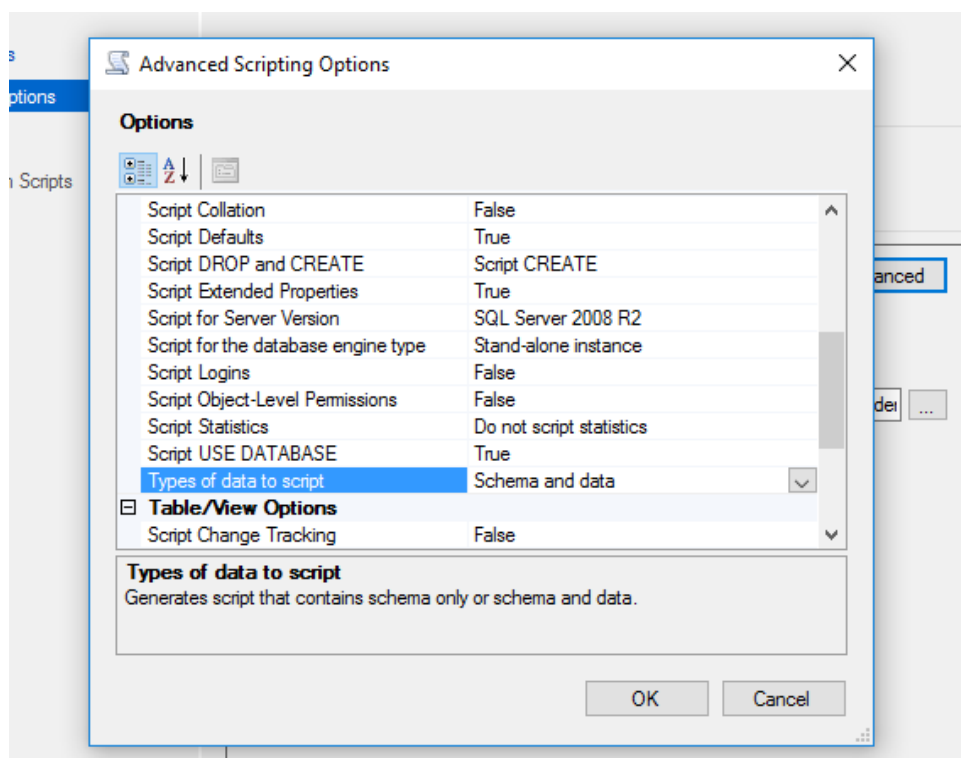 s
Advanced Scripting Options
ptions
Options
n Scripts
Script Collation False
Script Defaults True
Script DROP and CREATE Script CREATE
anced
Script Extended Properties True
Script for Server Version SQL Server 2008 R2
Script for the database engine type Stand-alone instance
Script Logins False
Script Object-Level Permissions False
der ...
Script Statistics Do not script statistics
Script USE DATABASE True
Types of data to script Schema and data
Table/View Options
Script Change Tracking False
Types of data to script
Generates script that contains schema only or schema and data.
OK Cancel